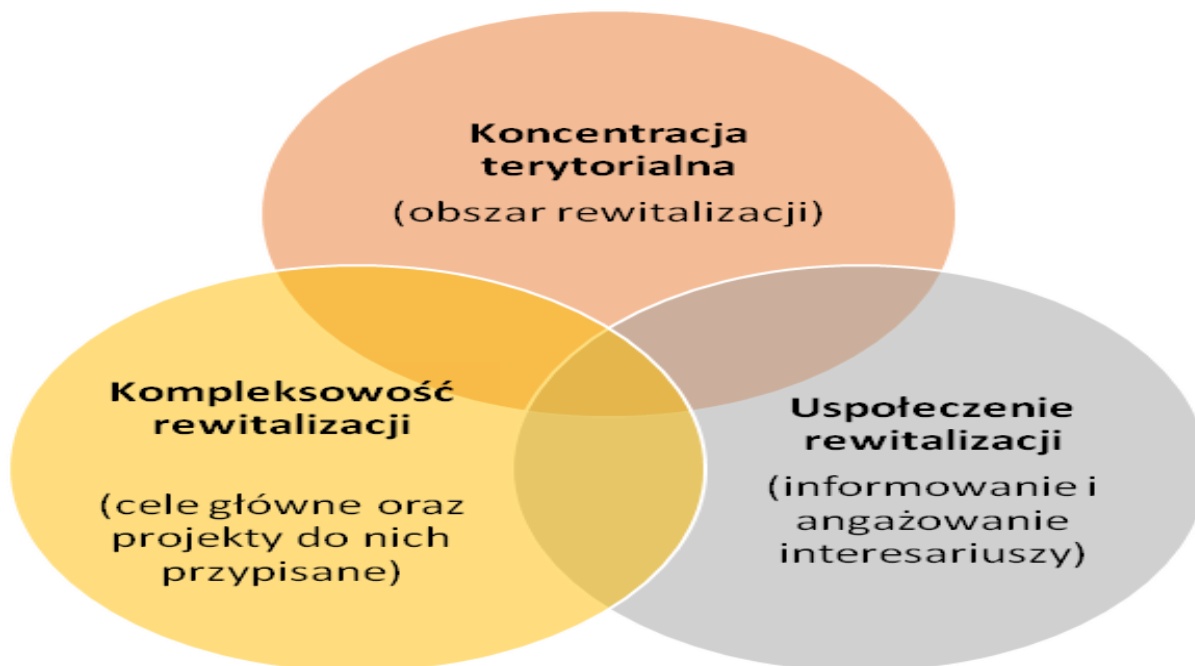 Koncentracja
terytorialna
(obszar rewitalizacji)
Kompleksowość
rewitalizacji
(cele główne oraz
projekty do nich
przypisane)
Uspołeczenie
rewitalizacji
(informowanie i
angażowanie
interesariuszy)